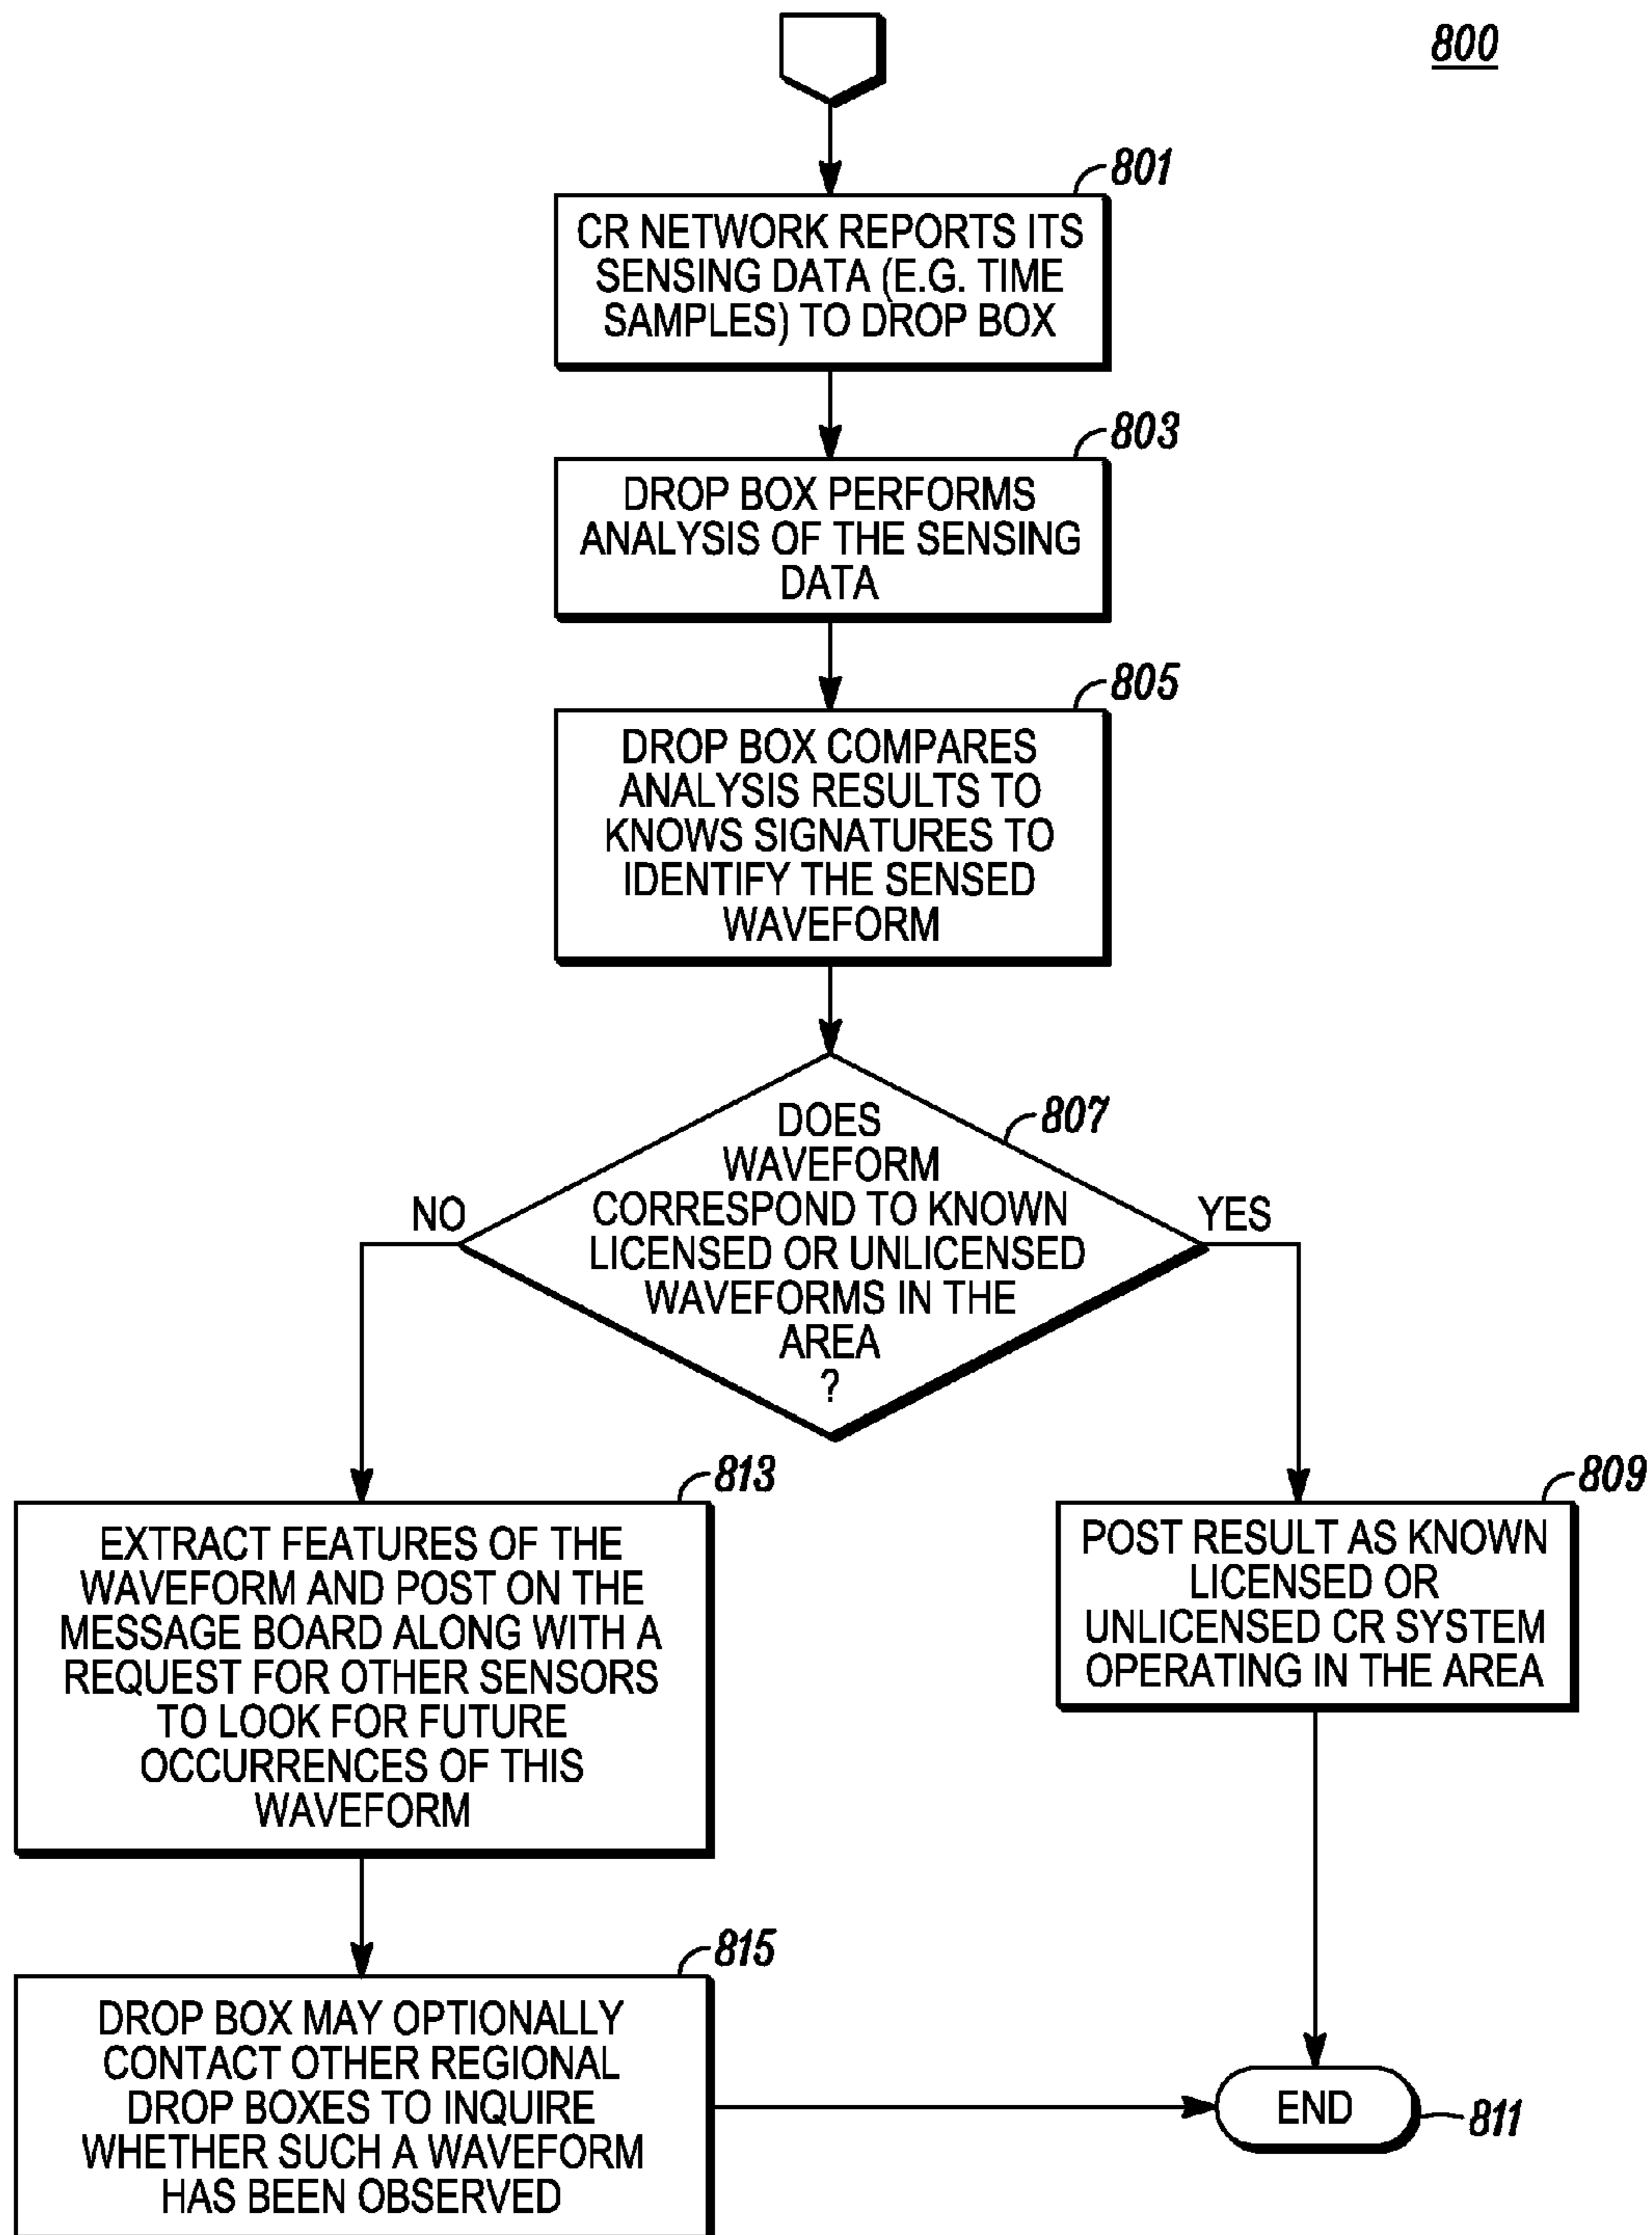 800
801
CR NETWORK REPORTS ITS
SENSING DATA (E.G. TIME
SAMPLES) TO DROP BOX
803
DROP BOX PERFORMS
ANALYSIS OF THE SENSING
DATA
805
DROP BOX COMPARES
ANALYSIS RESULTS TO
KNOWS SIGNATURES TO
IDENTIFY THE SENSED
WAVEFORM
807
DOES
WAVEFORM
CORRESPOND TO KNOWN
LICENSED OR UNLICENSED
WAVEFORMS IN THE
AREA
?
NO
YES
813
EXTRACT FEATURES OF THE
WAVEFORM AND POST ON THE
MESSAGE BOARD ALONG WITH A
REQUEST FOR OTHER SENSORS
TO LOOK FOR FUTURE
OCCURRENCES OF THIS
WAVEFORM
809
POST RESULT AS KNOWN
LICENSED OR
UNLICENSED CR SYSTEM
OPERATING IN THE AREA
815
DROP BOX MAY OPTIONALLY
CONTACT OTHER REGIONAL
DROP BOXES TO INQUIRE
WHETHER SUCH A WAVEFORM
HAS BEEN OBSERVED
END
811